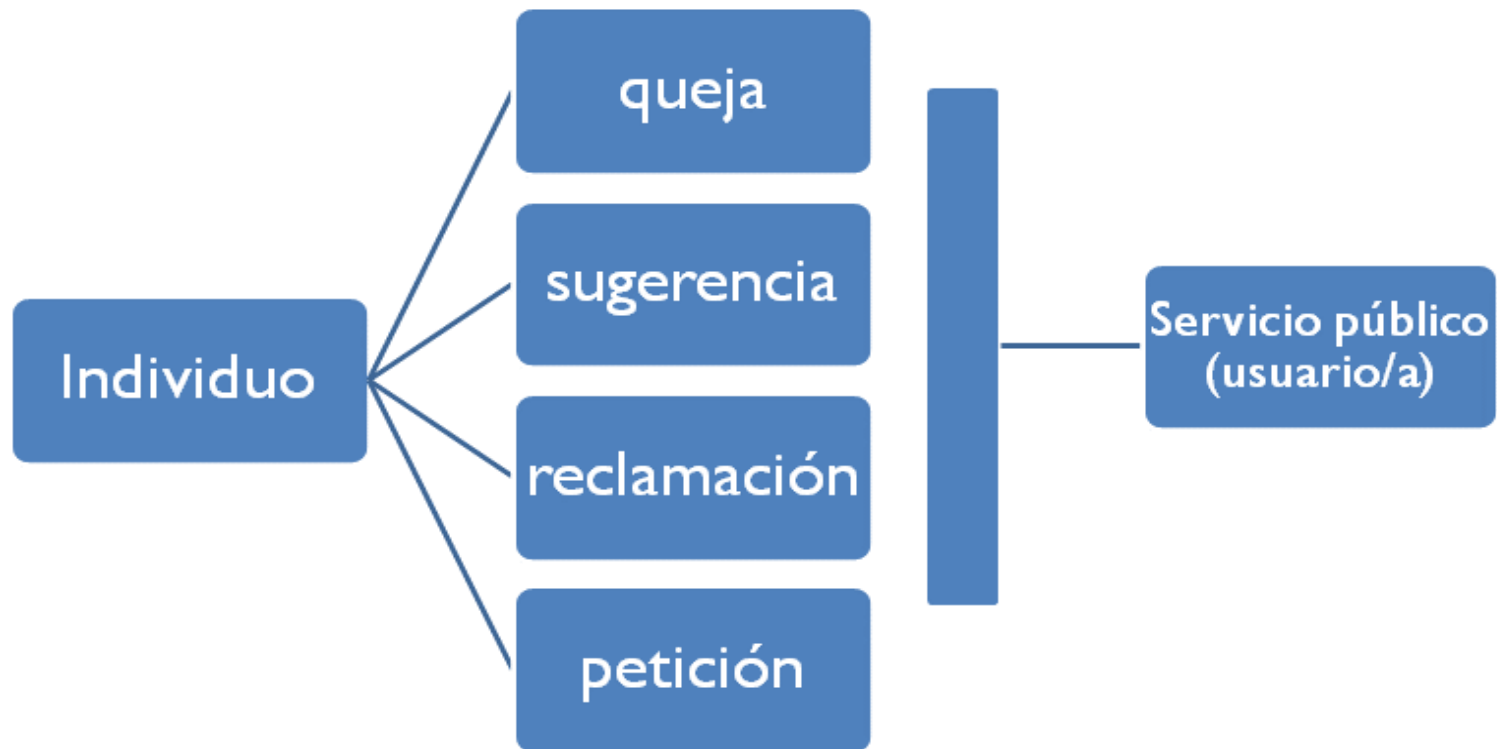 Individuo
queja
sugerencia
reclamación
petición
Servicio público
(usuario/a)